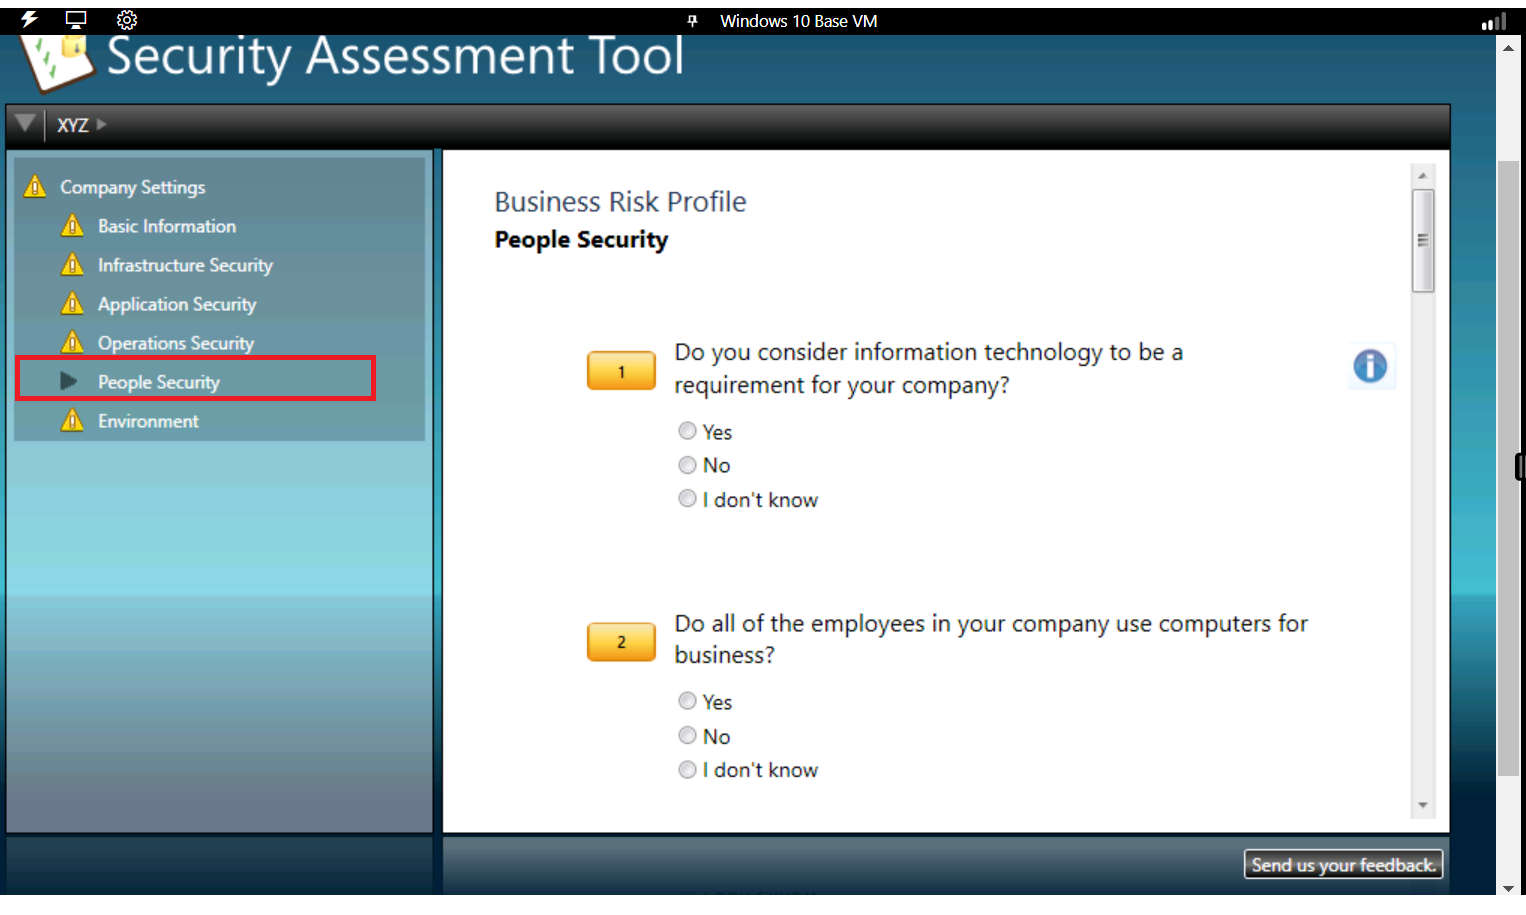 Windows 10 Base VM
Security Assessment Tool
XYZ
Company Settings
Basic Information
Infrastructure Security
Application Security
Operations Security
People Security
Environment
Business Risk Profile
People Security
1
Do you consider information technology to be a
requirement for your company?
Yes
No
I don't know
2
Do all of the employees in your company use computers for
business?
Yes
No
I don't know
Send us your feedback.